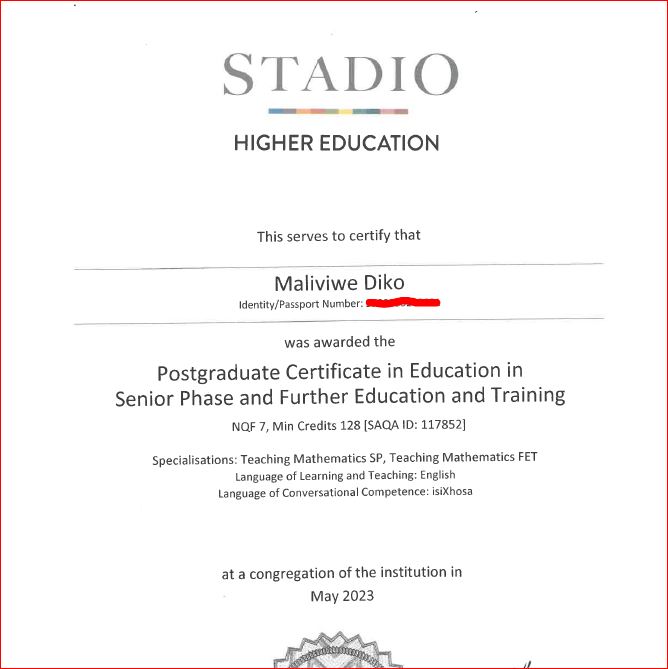 STADIO
HIGHER EDUCATION
This serves to certify that
Maliviwe Diko
Identity/Passport Number:
was awarded the
Postgraduate Certificate in Education in
Senior Phase and Further Education and Training
NQF 7, Min Credits 128 [SAQA ID: 117852]
Specialisations: Teaching Mathematics SP, Teaching Mathematics FET
Language of Learning and Teaching: English
Language of Conversational Competence: isiXhosa
at a congregation of the institution in
May 2023